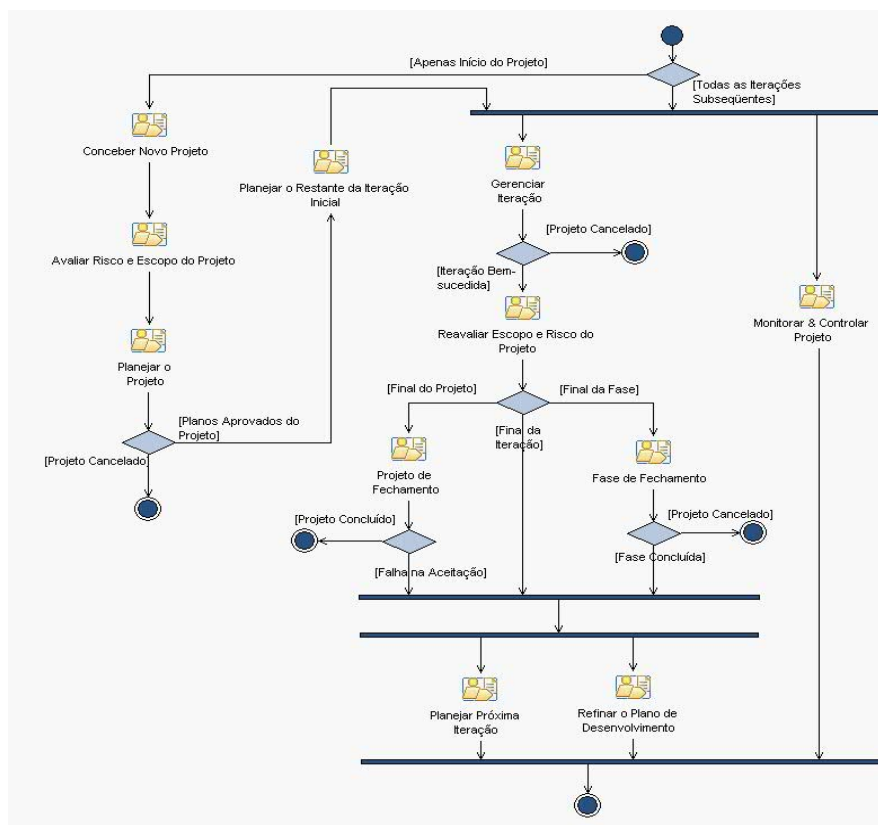 [Apenas Início do Projeto]
[Todas as Iterações
Subseqüentes]
Conceber Novo Projeto
Planejar o Restante da Iteração
Inicial
Gerenciar
Iteração
[Projeto Cancelado]
Avaliar Risco e Escopo do Projeto
[Iteração Bem-
sucedida]
Reavaliar Escopo e Risco do
Projeto
Monitorar & Controlar
Projeto
Planejar o
Projeto
[Final do Projeto]
[Final da Fase]
[Planos Aprovados do
Projeto]
[Final da
Iteração]
[Projeto Cancelado]
Projeto de
Fechamento
Fase de Fechamento
[Projeto Concluído]
[Projeto Cancelado]
[Falha na Aceitação]
[Fase Concluída]
Planejar Próxima
Iteração
Refinar o Plano de
Desenvolvimento